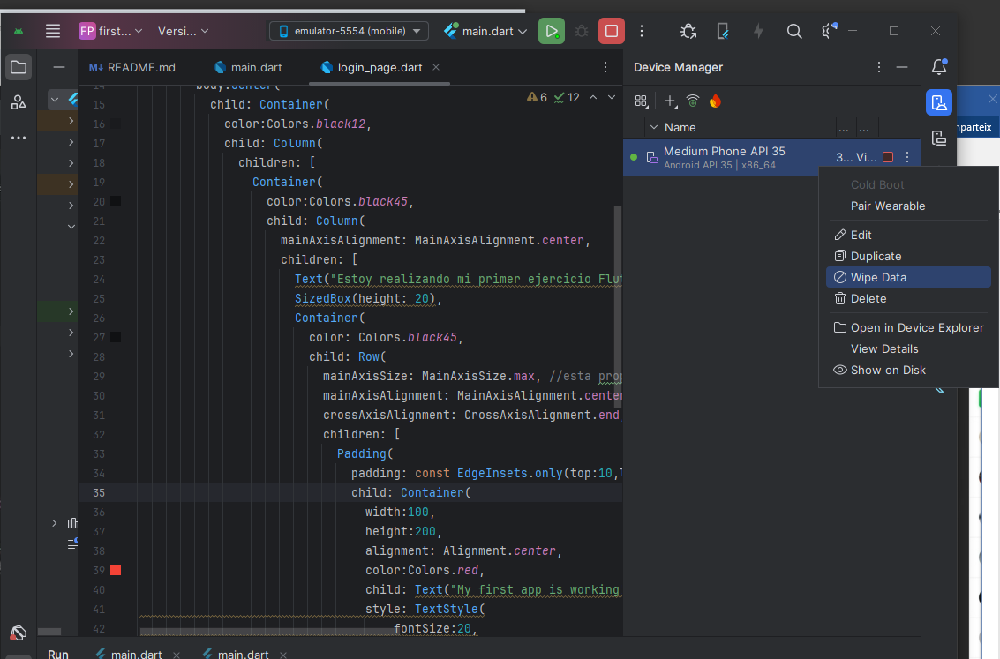 FP first... Versi... emulator-5554 (mobile) main.dart
README.md main.dart login_page.dart
Device Manager
14 body:Center(
15 child: Container(
6 12
16 color:Colors.black12,
17 child: Column(
18 children: [
19 Container(
20 color:Colors.black45,
21 child: Column(
22 mainAxisAlignment: MainAxisAlignment.center,
23 children: [
24 Text("Estoy realizando mi primer ejercicio Flut
25 SizedBox(height: 20),
26 Container(
27 color: Colors.black45,
28 child: Row(
29 mainAxisSize: MainAxisSize.max, //esta prop
30 mainAxisAlignment: MainAxisAlignment.center
31 crossAxisAlignment: CrossAxisAlignment.end
32 children: [
33 Padding(
34 padding: const EdgeInsets.only(top:10,l
35 child: Container(
36 width:100,
37 height:200,
38 alignment: Alignment.center,
39 color:Colors.red,
40 child: Text("My first app is working
41 style: TextStyle(
42 fontSize:20,
Name ... ...
Medium Phone API 35 3... Vi...
Android API 35 | x86_64
Cold Boot
Pair Wearable
Edit
Duplicate
Wipe Data
Delete
Open in Device Explorer
View Details
Show on Disk
nparteix
Run main.dart main.dart